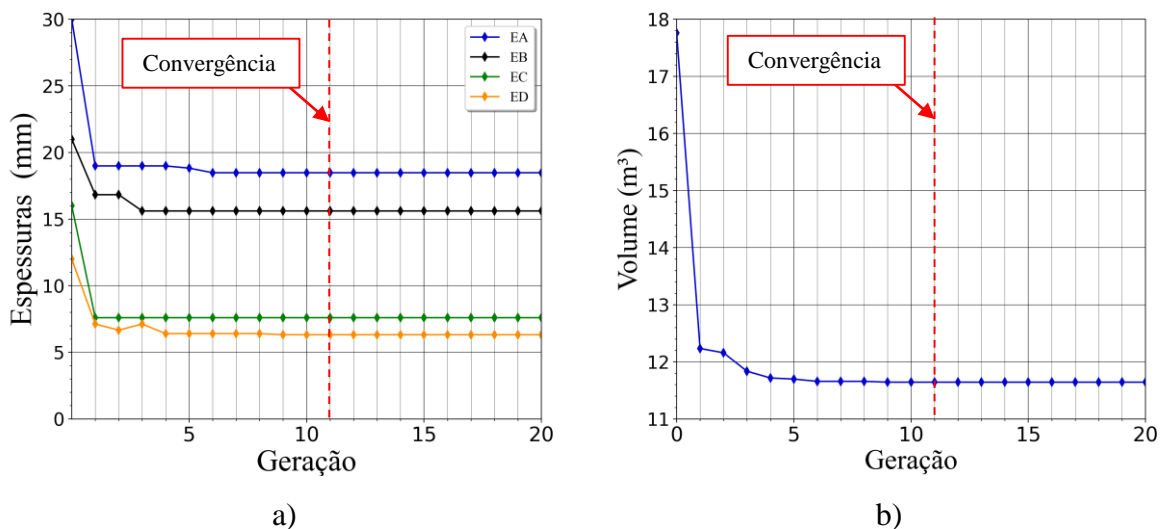 30
25
20
15
10
5
0
Espessuras (mm)
Convergência
EA
EB
EC
ED
5
10
15
20
Geração
a)
18
17
16
15
14
13
12
11
Volume (m³)
Convergência
0
5
10
15
20
Geração
b)